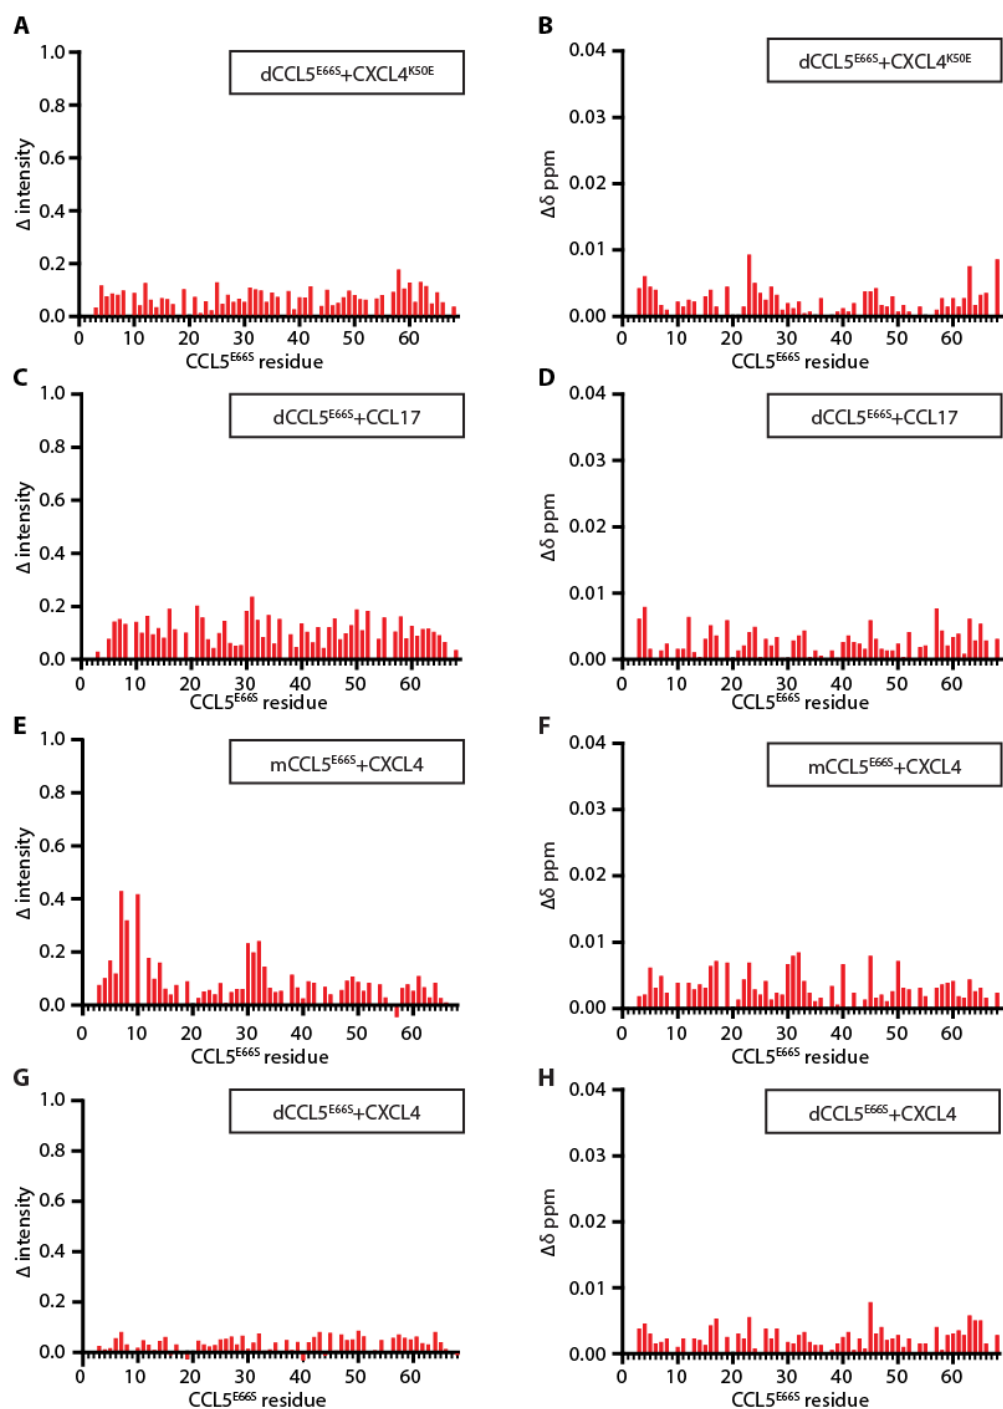 A
1.0
0.8
0.6
0.4
0.2
0.0
Δ intensity
dCCL5ᴱ⁶⁶ˢ+CXCL4ᴷ⁵⁰ᴱ
0 10 20 30 40 50 60
CCL5ᴱ⁶⁶ˢ residue
B
0.04
0.03
0.02
0.01
0.00
Δδ ppm
dCCL5ᴱ⁶⁶ˢ+CXCL4ᴷ⁵⁰ᴱ
0 10 20 30 40 50 60
CCL5ᴱ⁶⁶ˢ residue
C
1.0
0.8
0.6
0.4
0.2
0.0
Δ intensity
dCCL5ᴱ⁶⁶ˢ+CCL17
0 10 20 30 40 50 60
CCL5ᴱ⁶⁶ˢ residue
D
0.04
0.03
0.02
0.01
0.00
Δδ ppm
dCCL5ᴱ⁶⁶ˢ+CCL17
0 10 20 30 40 50 60
CCL5ᴱ⁶⁶ˢ residue
E
1.0
0.8
0.6
0.4
0.2
0.0
Δ intensity
mCCL5ᴱ⁶⁶ˢ+CXCL4
0 10 20 30 40 50 60
CCL5ᴱ⁶⁶ˢ residue
F
0.04
0.03
0.02
0.01
0.00
Δδ ppm
mCCL5ᴱ⁶⁶ˢ+CXCL4
0 10 20 30 40 50 60
CCL5ᴱ⁶⁶ˢ residue
G
1.0
0.8
0.6
0.4
0.2
0.0
Δ intensity
dCCL5ᴱ⁶⁶ˢ+CXCL4
0 10 20 30 40 50 60
CCL5ᴱ⁶⁶ˢ residue
H
0.04
0.03
0.02
0.01
0.00
Δδ ppm
dCCL5ᴱ⁶⁶ˢ+CXCL4
0 10 20 30 40 50 60
CCL5ᴱ⁶⁶ˢ residue